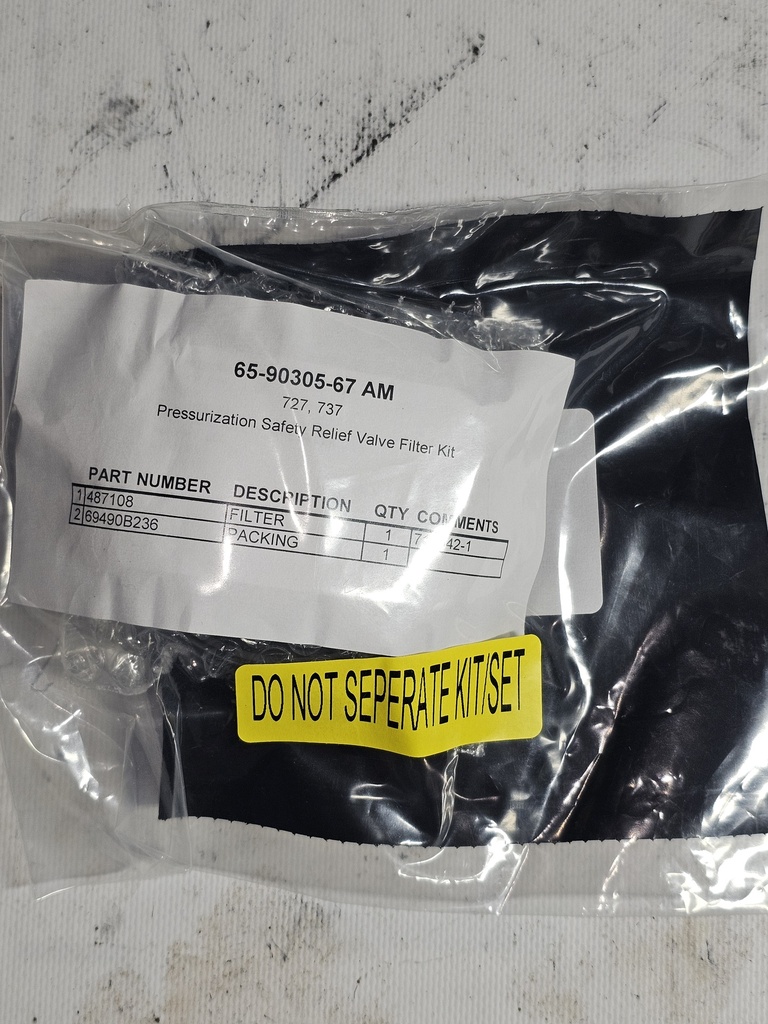 65-90305-67 AM
727, 737
Pressurization Safety Relief Valve Filter Kit
PART NUMBER DESCRIPTION QTY COMMENTS
1 487108 FILTER 1
2 69490B236 PACKING 1
DO NOT SEPERATE KIT/SET